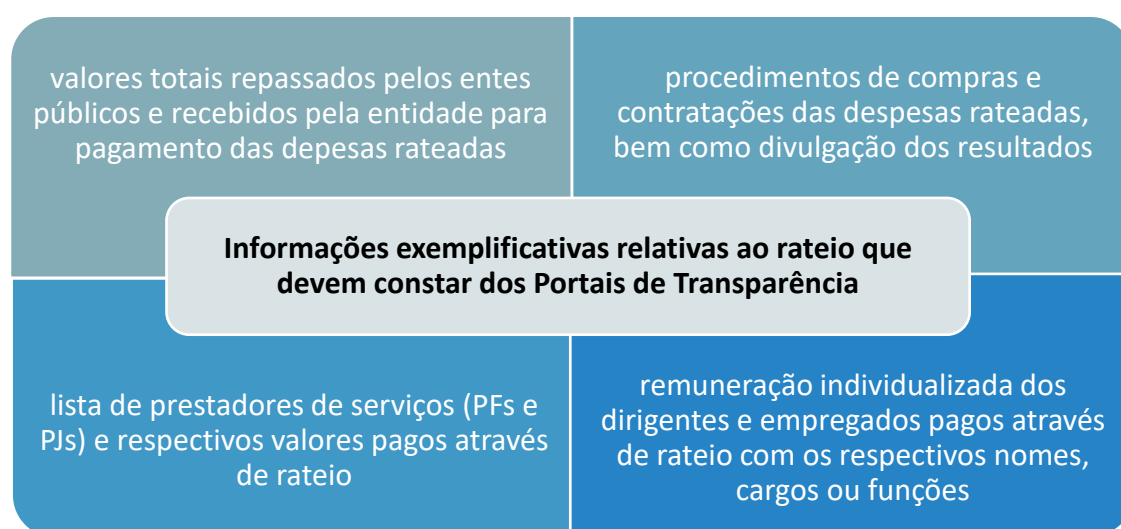 valores totais repassados pelos entes
públicos e recebidos pela entidade para
pagamento das depesas rateadas
procedimentos de compras e
contratações das despesas rateadas,
bem como divulgação dos resultados
Informações exemplificativas relativas ao rateio que
devem constar dos Portais de Transparência
lista de prestadores de serviços (PFs e
PJs) e respectivos valores pagos através
de rateio
remuneração individualizada dos
dirigentes e empregados pagos através
de rateio com os respectivos nomes,
cargos ou funções